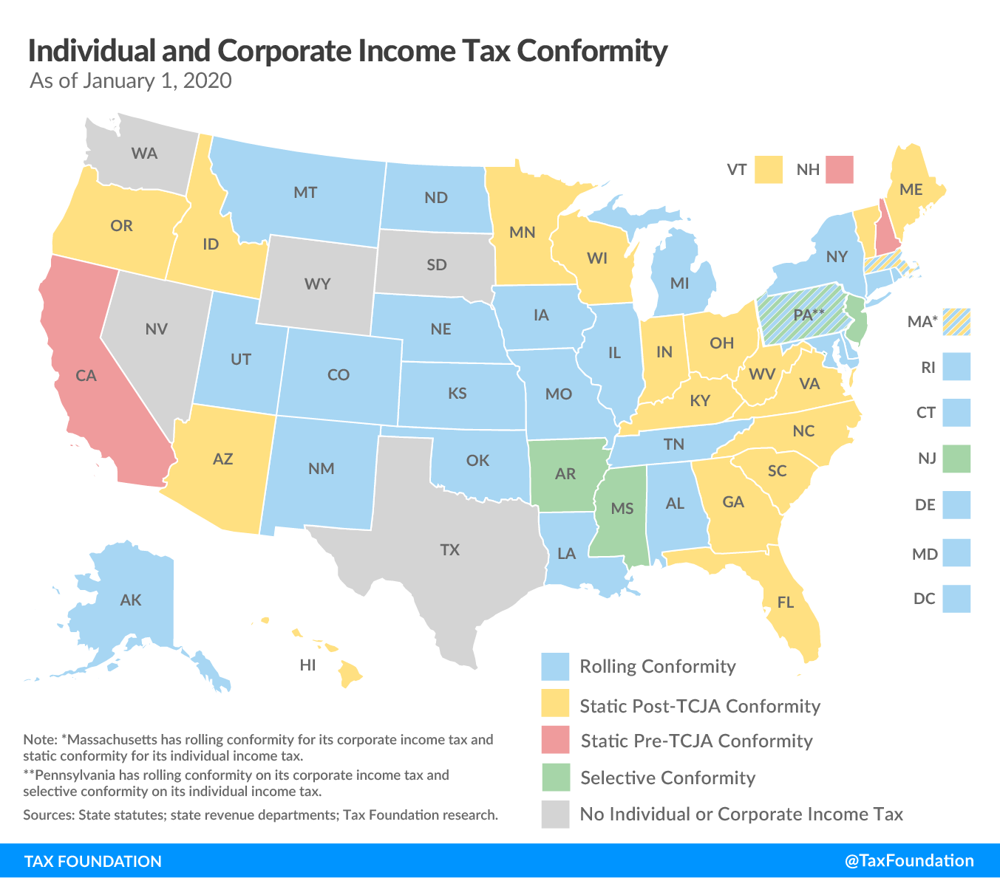 Individual and Corporate Income Tax Conformity
As of January 1, 2020
WA
MT
ND
VT
NH
ME
OR
ID
MN
SD
WI
NY
WY
MI
NV
NE
IA
PA**
MA*
UT
CO
IL
IN
OH
RI
CA
KS
MO
WV
VA
KY
CT
NC
AZ
NM
OK
TN
NJ
AR
SC
MS
AL
GA
DE
TX
LA
MD
AK
FL
DC
HI
Rolling Conformity
Static Post-TCJA Conformity
Static Pre-TCJA Conformity
Selective Conformity
No Individual or Corporate Income Tax
Note: *Massachusetts has rolling conformity for its corporate income tax and
static conformity for its individual income tax.
**Pennsylvania has rolling conformity on its corporate income tax and
selective conformity on its individual income tax.
Sources: State statutes; state revenue departments; Tax Foundation research.
TAX FOUNDATION
@TaxFoundation